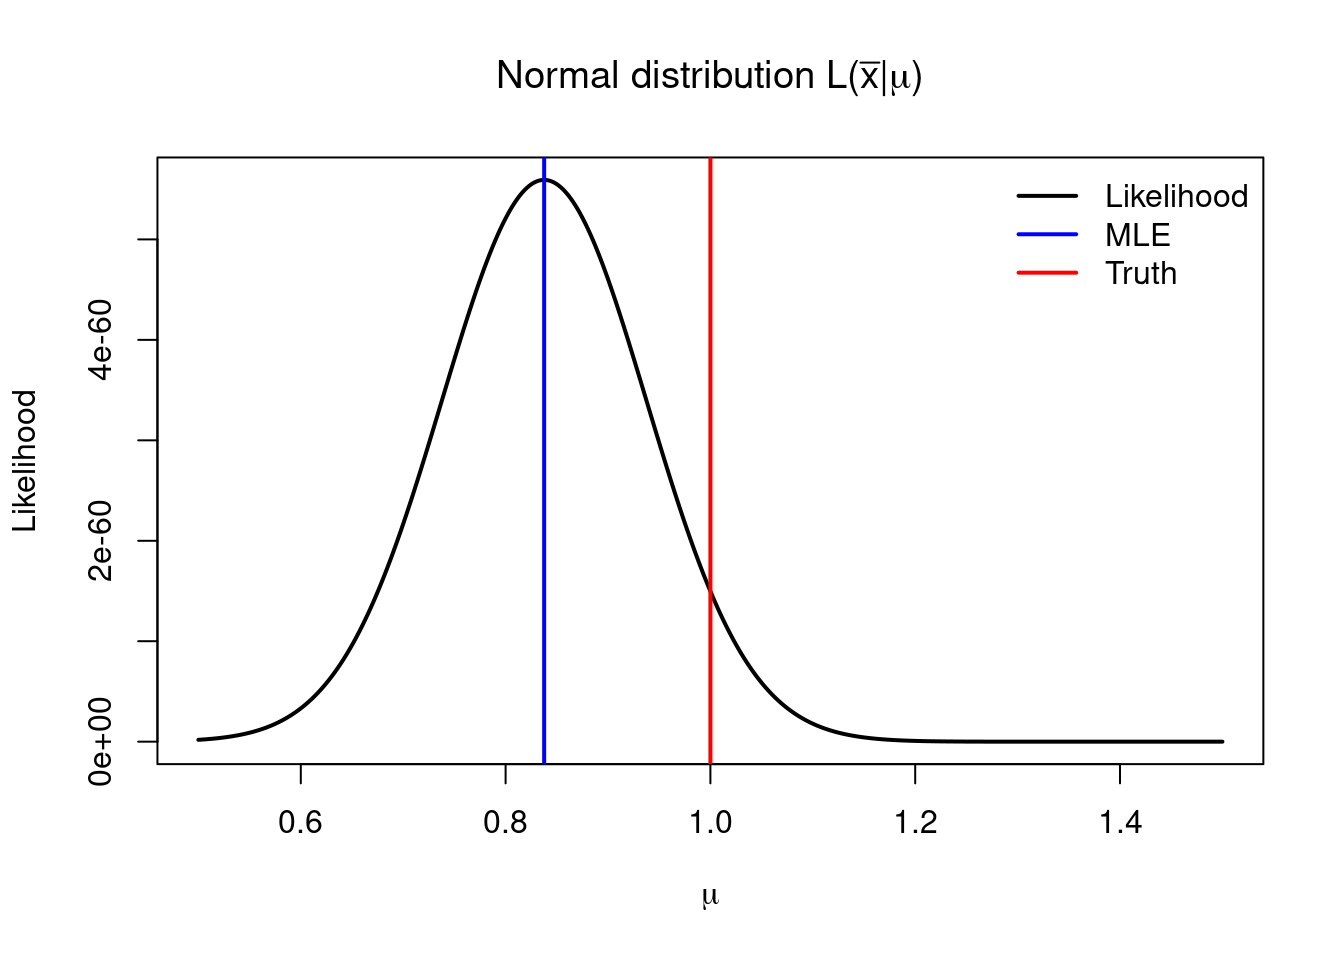 Normal distribution L(x̅|μ)
Likelihood
MLE
Truth
Likelihood
4e-60
2e-60
0e+00
0.6 0.8 1.0 1.2 1.4
μ